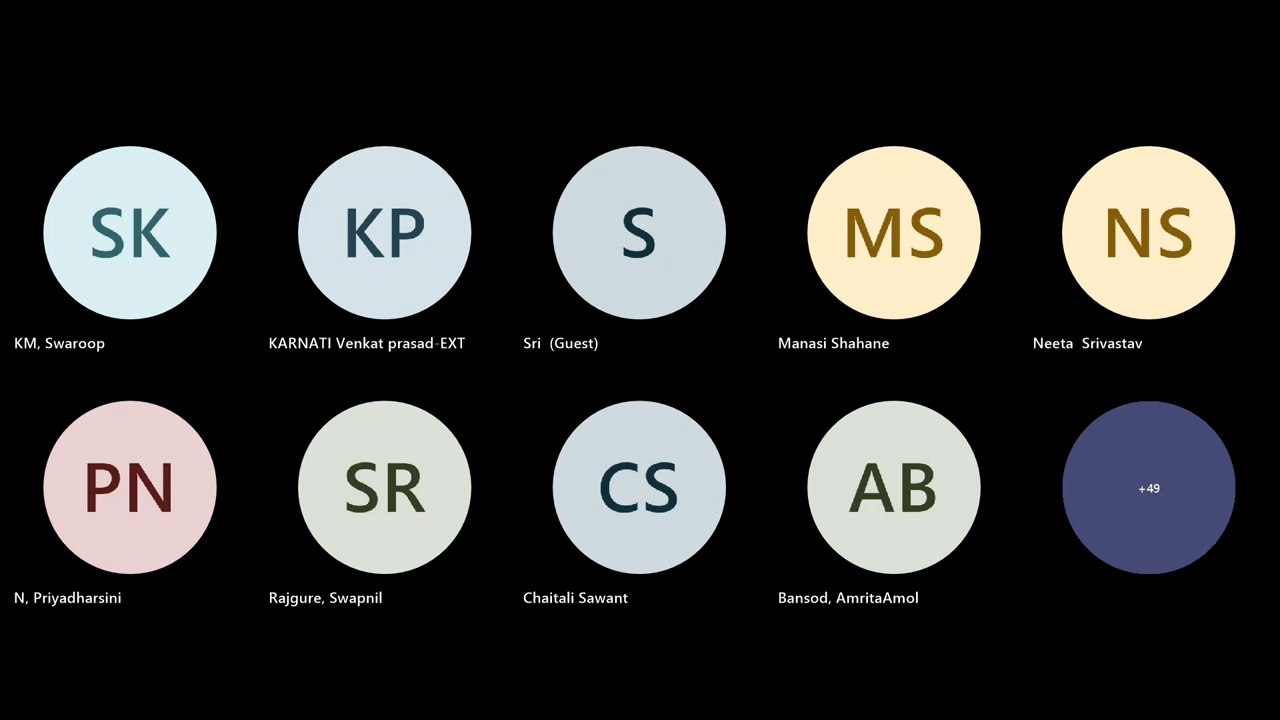 SK
KP
S
MS
NS
KM, Swaroop
KARNATI Venkat prasad-EXT
Sri (Guest)
Manasi Shahane
Neeta Srivastav
PN
SR
CS
AB
+49
N, Priyadharsini
Rajgure, Swapnil
Chaitali Sawant
Bansod, AmritaAmol